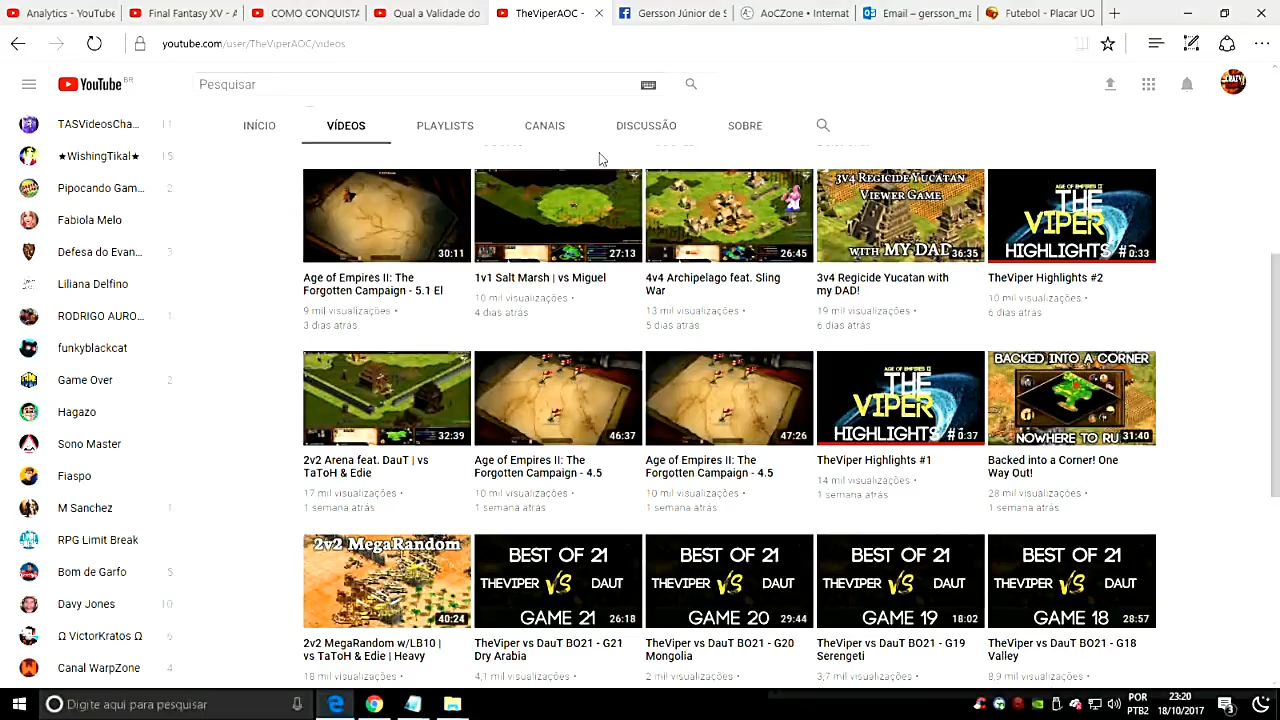 Analytics - YouTube
Final Fantasy XV - A
COMO CONQUISTA
Qual a Validade do
TheViperAOC -
Gersson Júnior de S
AoCZone • Internat
Email – gersson_ma
Futebol - Placar UO
youtube.com/user/TheViperAOC/videos
YouTube BR
Pesquisar
INÍCIO
VÍDEOS
PLAYLISTS
CANAIS
DISCUSSÃO
SOBRE
TASVideosCha...
★WishingTikal★
Pipocando Gam...
Fabiola Melo
Defesa do Evan...
Liliana Delfino
RODRIGO AURO...
funkyblackcat
Game Over
Hagazo
Sono Master
Fiaspo
M Sanchez
RPG Limit Break
Bom de Garfo
Davy Jones
Ω VictorKratos Ω
Canal WarpZone
11
15
2
3
1
2
1
5
10
6
4
30:11
Age of Empires II: The
Forgotten Campaign - 5.1 El
9 mil visualizações •
3 dias atrás
27:13
1v1 Salt Marsh | vs Miguel
10 mil visualizações •
4 dias atrás
26:45
4v4 Archipelago feat. Sling
War
13 mil visualizações •
5 dias atrás
3V4 REGICIDE YUCATAN
VIEWER GAME
WITH MY DAD!
36:35
3v4 Regicide Yucatan with
my DAD!
19 mil visualizações •
6 dias atrás
AGE OF EMPIRES II
THE
VIPER
HIGHLIGHTS #
0:33
TheViper Highlights #2
10 mil visualizações •
6 dias atrás
32:39
2v2 Arena feat. DauT | vs
TaToH & Edie
17 mil visualizações •
1 semana atrás
46:37
Age of Empires II: The
Forgotten Campaign - 4.5
10 mil visualizações •
1 semana atrás
47:26
Age of Empires II: The
Forgotten Campaign - 4.5
10 mil visualizações •
1 semana atrás
AGE OF EMPIRES II
THE
VIPER
HIGHLIGHTS #
0:37
TheViper Highlights #1
14 mil visualizações •
1 semana atrás
BACKED INTO A CORNER
NOWHERE TO RU
31:40
Backed into a Corner! One
Way Out!
28 mil visualizações •
1 semana atrás
2v2 MegaRandom
40:24
2v2 MegaRandom w/LB10 |
vs TaToH & Edie | Heavy
18 mil visualizações •
BEST OF 21
THEVIPER VS DAUT
GAME 21
26:18
TheViper vs DauT BO21 - G21
Dry Arabia
4,1 mil visualizações •
BEST OF 21
THEVIPER VS DAUT
GAME 20
29:44
TheViper vs DauT BO21 - G20
Mongolia
2 mil visualizações •
BEST OF 21
THEVIPER VS DAUT
GAME 19
18:02
TheViper vs DauT BO21 - G19
Serengeti
3,7 mil visualizações •
BEST OF 21
THEVIPER VS DAUT
GAME 18
28:57
TheViper vs DauT BO21 - G18
Valley
8,9 mil visualizações •
Digite aqui para pesquisar
POR
PTB2
23:20
18/10/2017
3